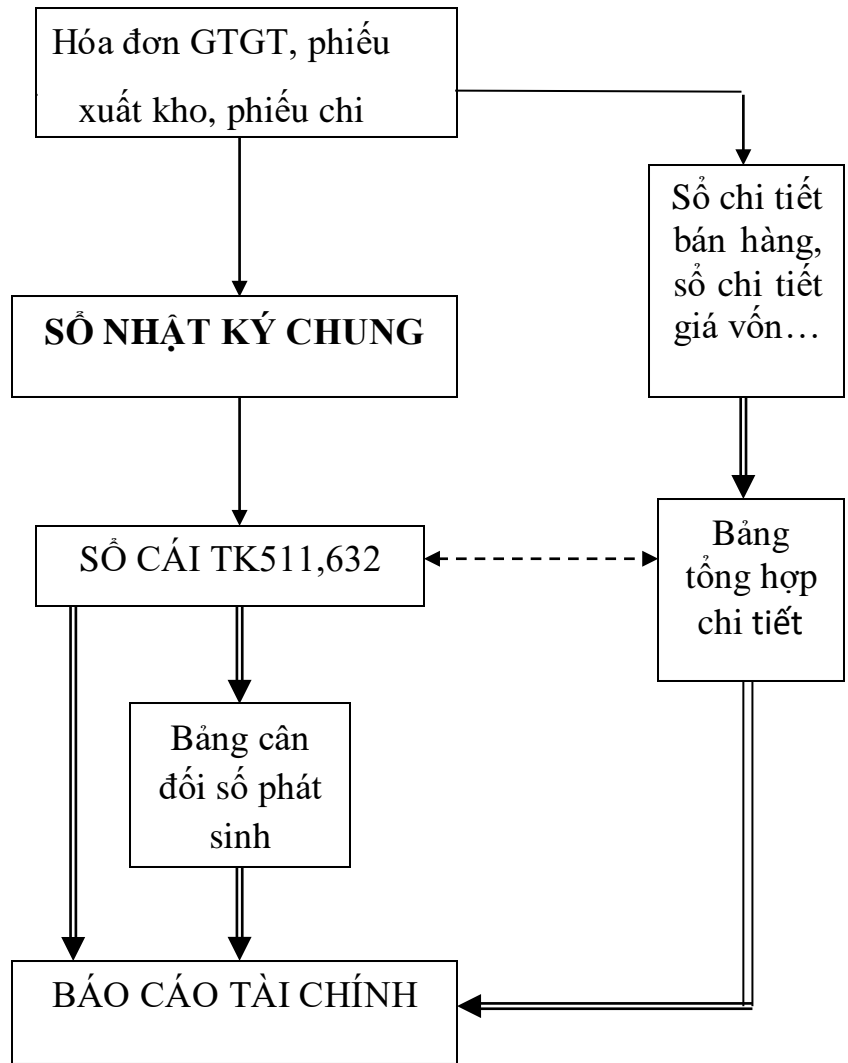 Hóa đơn GTGT, phiếu
xuất kho, phiếu chi
Sổ chi tiết
bán hàng,
sổ chi tiết
giá vốn…
SỔ NHẬT KÝ CHUNG
SỔ CÁI TK511,632
Bảng
tổng hợp
chi tiết
Bảng cân
đối số phát
sinh
BÁO CÁO TÀI CHÍNH